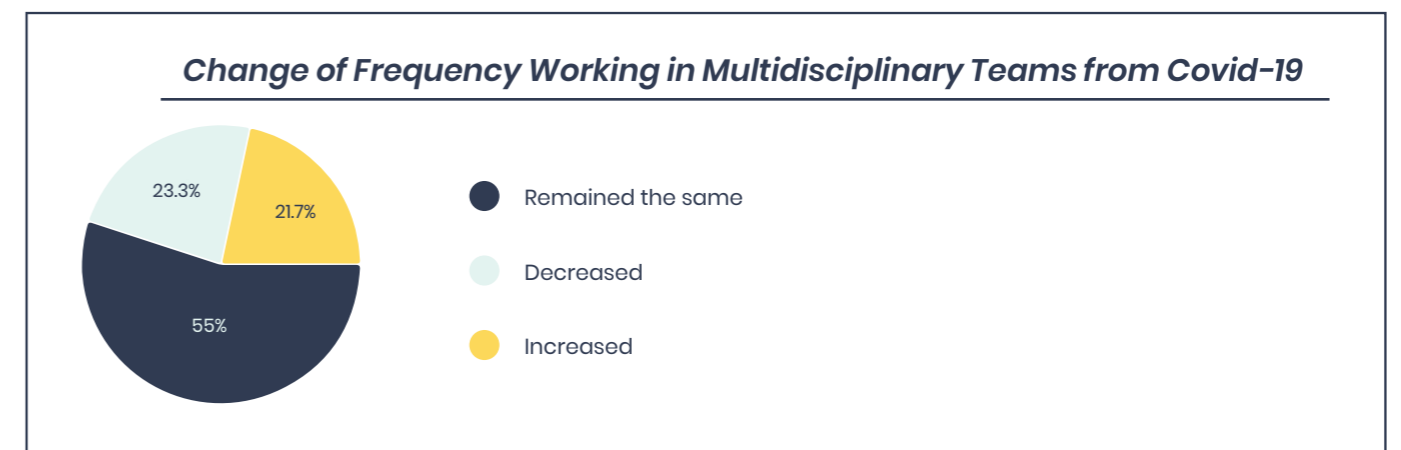 Change of Frequency Working in Multidisciplinary Teams from Covid-19
23.3%
21.7%
55%
Remained the same
Decreased
Increased